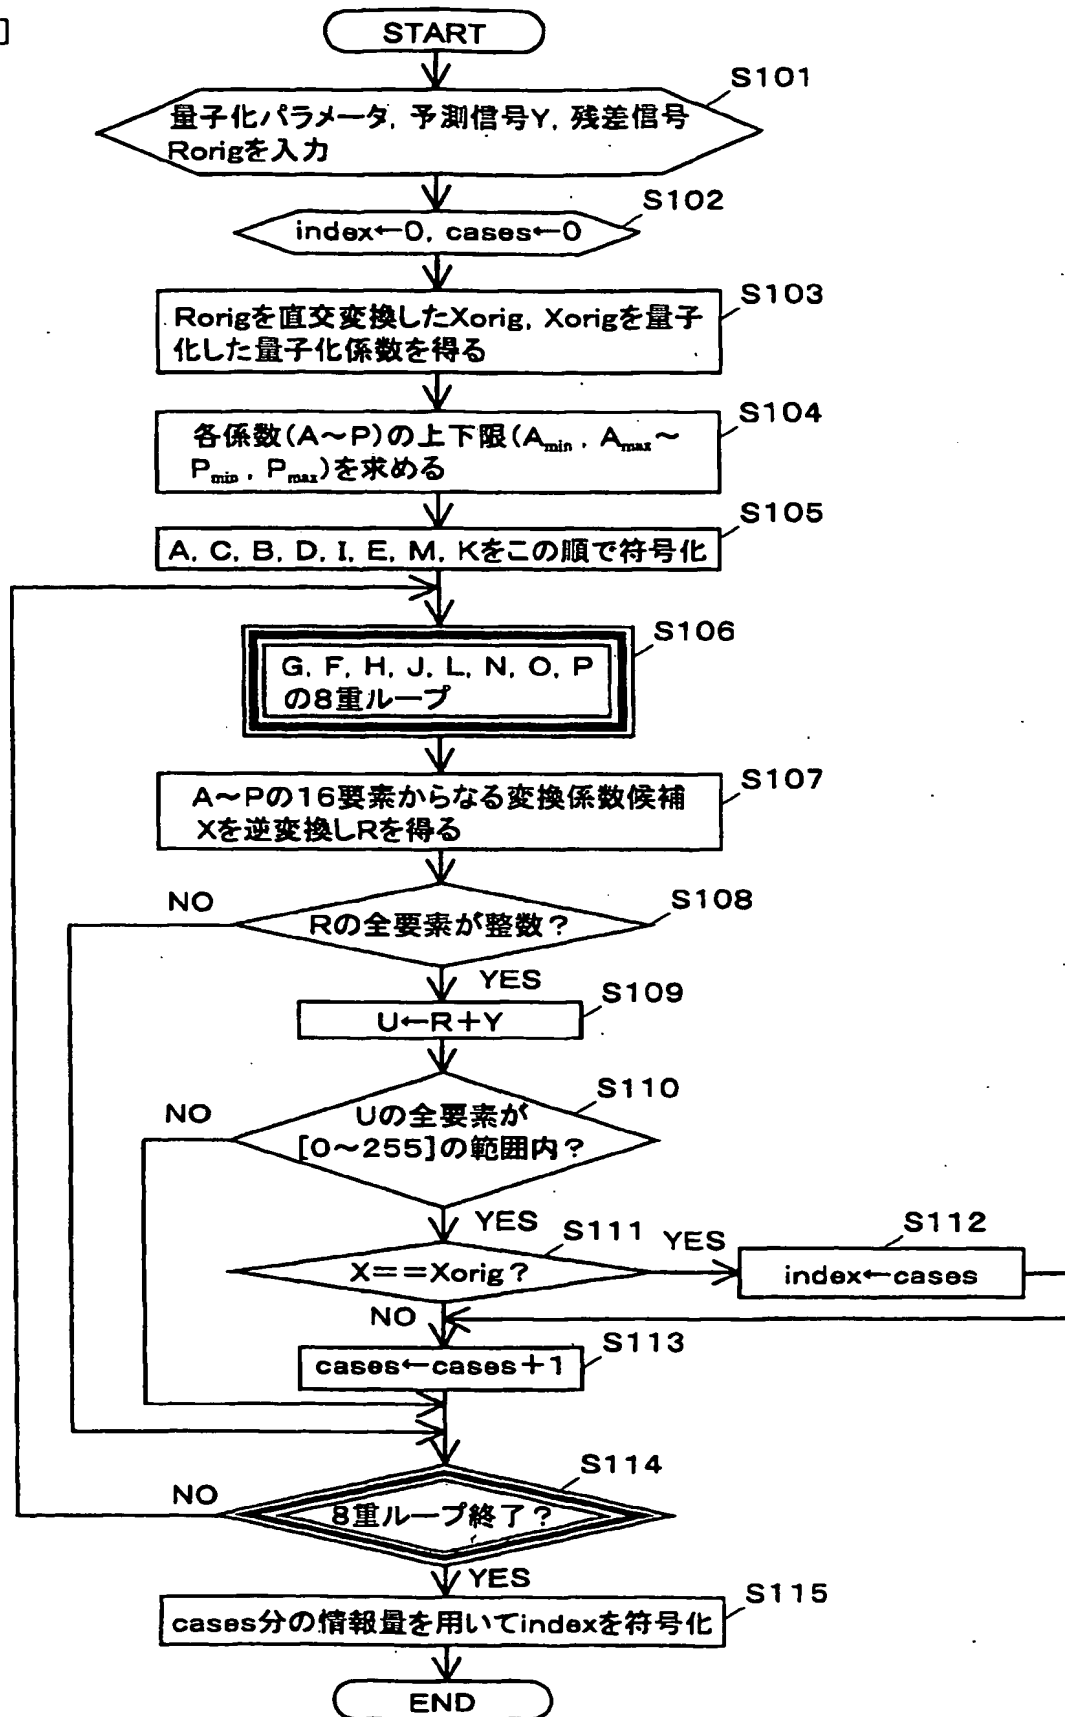 ]
START
S101
量子化パラメータ, 予測信号Y, 残差信号
Rorigを入力
S102
index←0, cases←0
S103
Rorigを直交変換したXorig, Xorigを量子
化した量子化係数を得る
S104
各係数(A～P)の上下限(Amin, Amax～
Pmin, Pmax)を求める
S105
A, C, B, D, I, E, M, Kをこの順で符号化
S106
G, F, H, J, L, N, O, P
の8重ループ
S107
A～Pの16要素からなる変換係数候補
Xを逆変換しRを得る
S108
NO
Rの全要素が整数?
YES
S109
U←R+Y
S110
NO
Uの全要素が
[0～255]の範囲内?
YES
S111
YES
S112
X==Xorig?
index←cases
NO
S113
cases←cases+1
S114
NO
8重ループ終了?
YES
S115
cases分の情報量を用いてindexを符号化
END